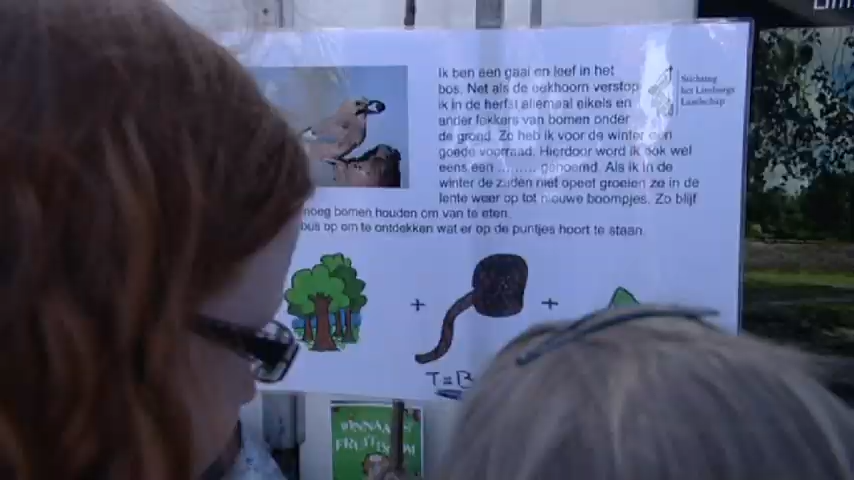 Ik ben een gaai en leef in het
bos. Net als de eekhoorn verstop
ik in de herfst allemaal eikels en
ander lekkers van bomen onder
de grond. Zo heb ik voor de winter een
goede voorraad. Hierdoor word ik ook wel
eens een ......... genoemd. Als ik in de
winter de zaden niet opeet groeien ze in de
lente weer op tot nieuwe boompjes. Zo blijf
noeg bomen houden om van te eten.
bus op om te ontdekken wat er op de puntjes hoort te staan.
Stichting
het Limburgs
Landschap
+
+
T=B